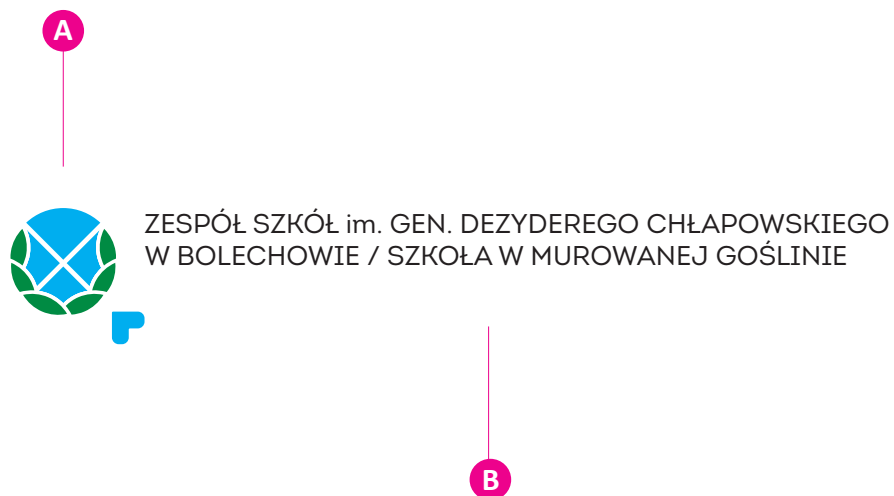 A
ZESPÓŁ SZKÓŁ im. GEN. DEZYDEREGO CHŁAPOWSKIEGO
W BOLECHOWIE / SZKOŁA W MUROWANEJ GOŚLINIE
B